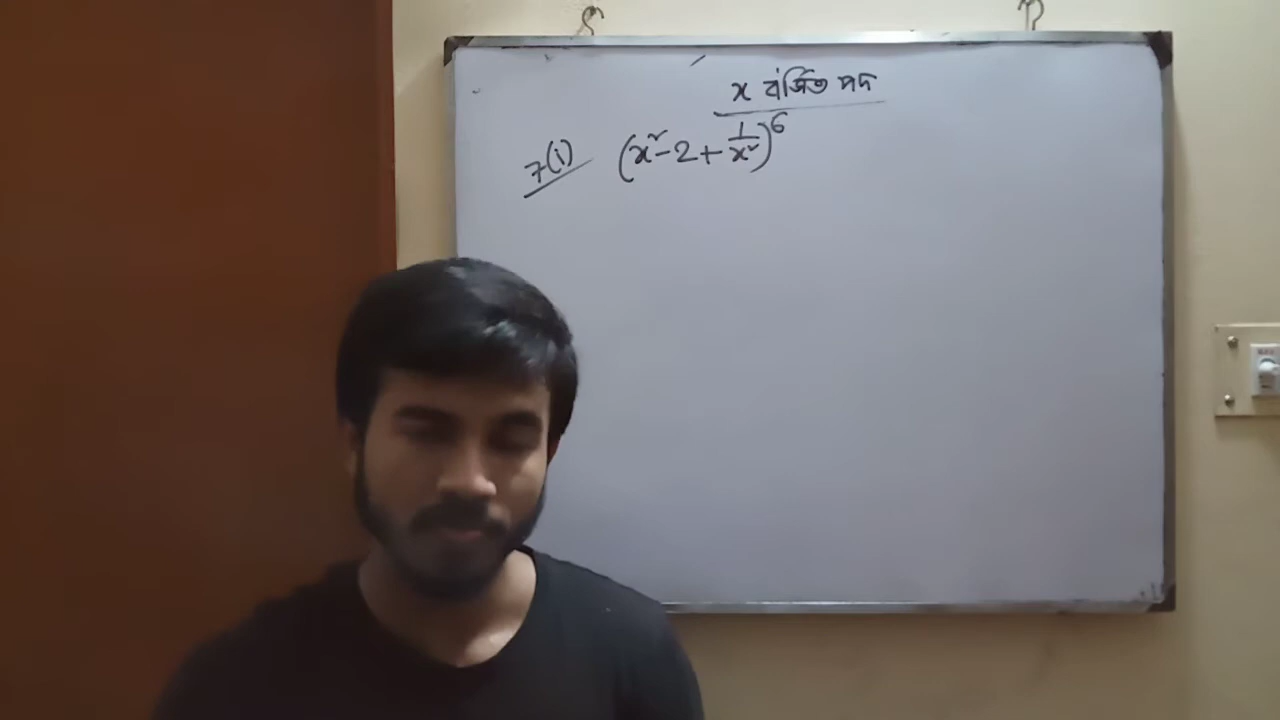 x বর্জিত পদ
7(i) (x² - 2 + 1/x²)⁶